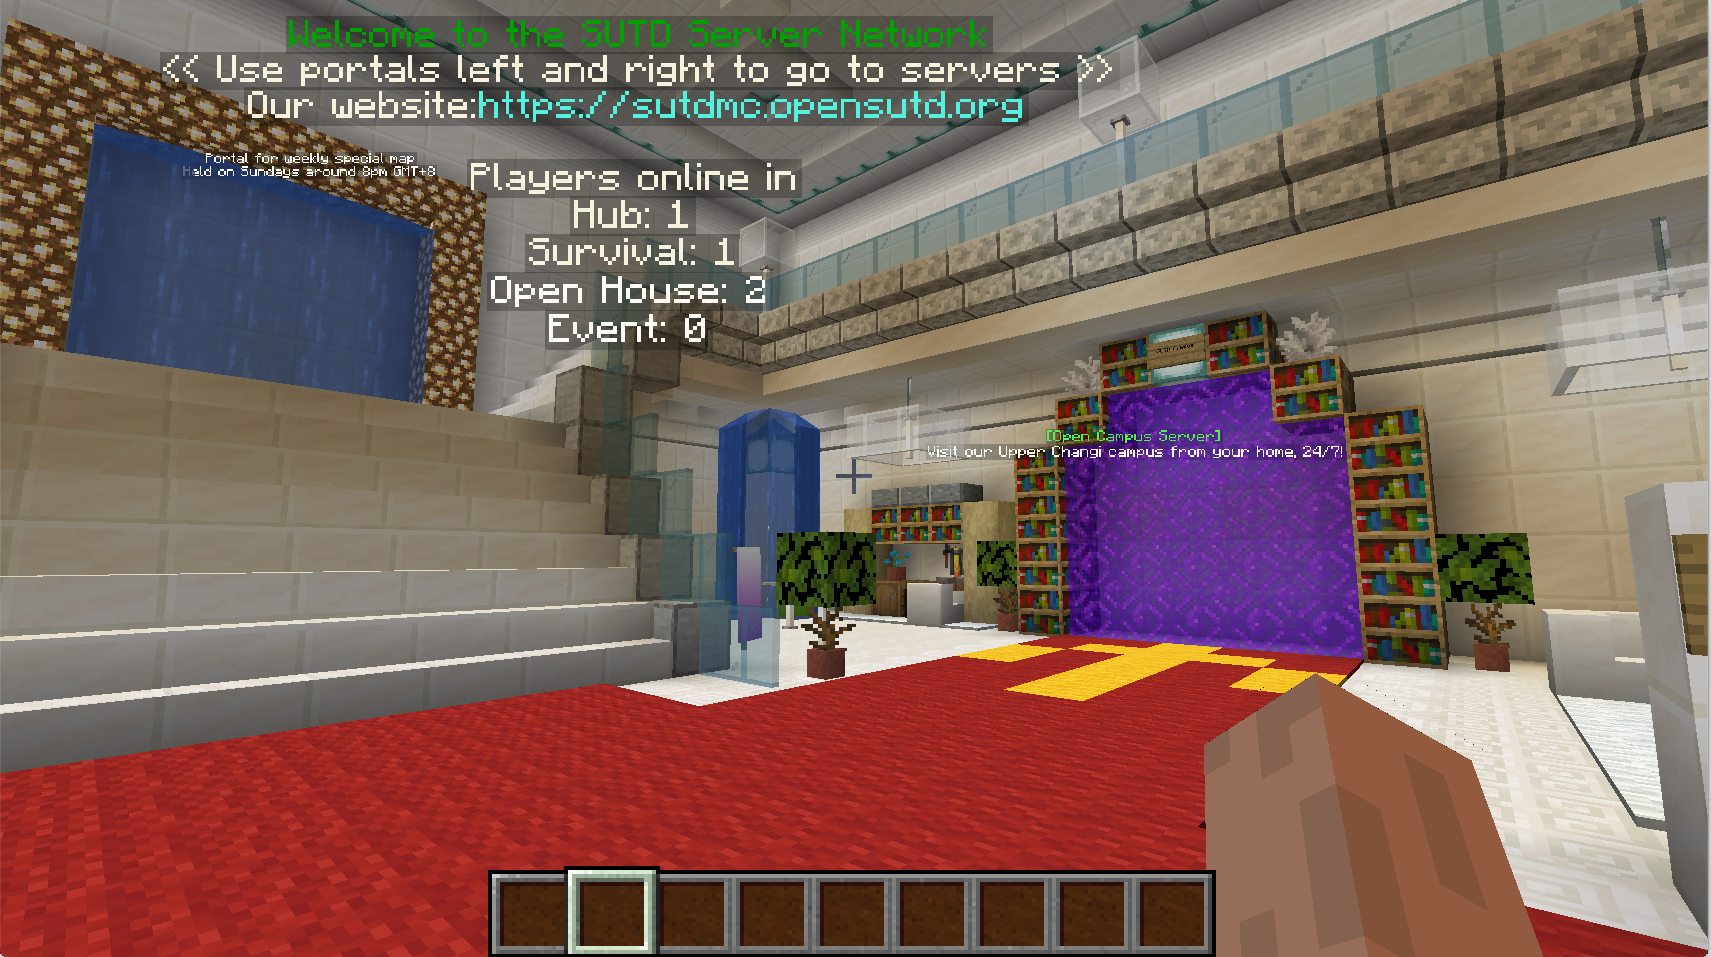 Welcome to the SUTD Server Network
<< Use portals left and right to go to servers >>
Our website:https://sutdmc.opensutd.org
Portal for weekly special map
Held on Sundays around 8pm GMT+8
Players online in
Hub: 1
Survival: 1
Open House: 2
Event: 0
[Open Campus Server]
Visit our Upper Changi campus from your home, 24/7!